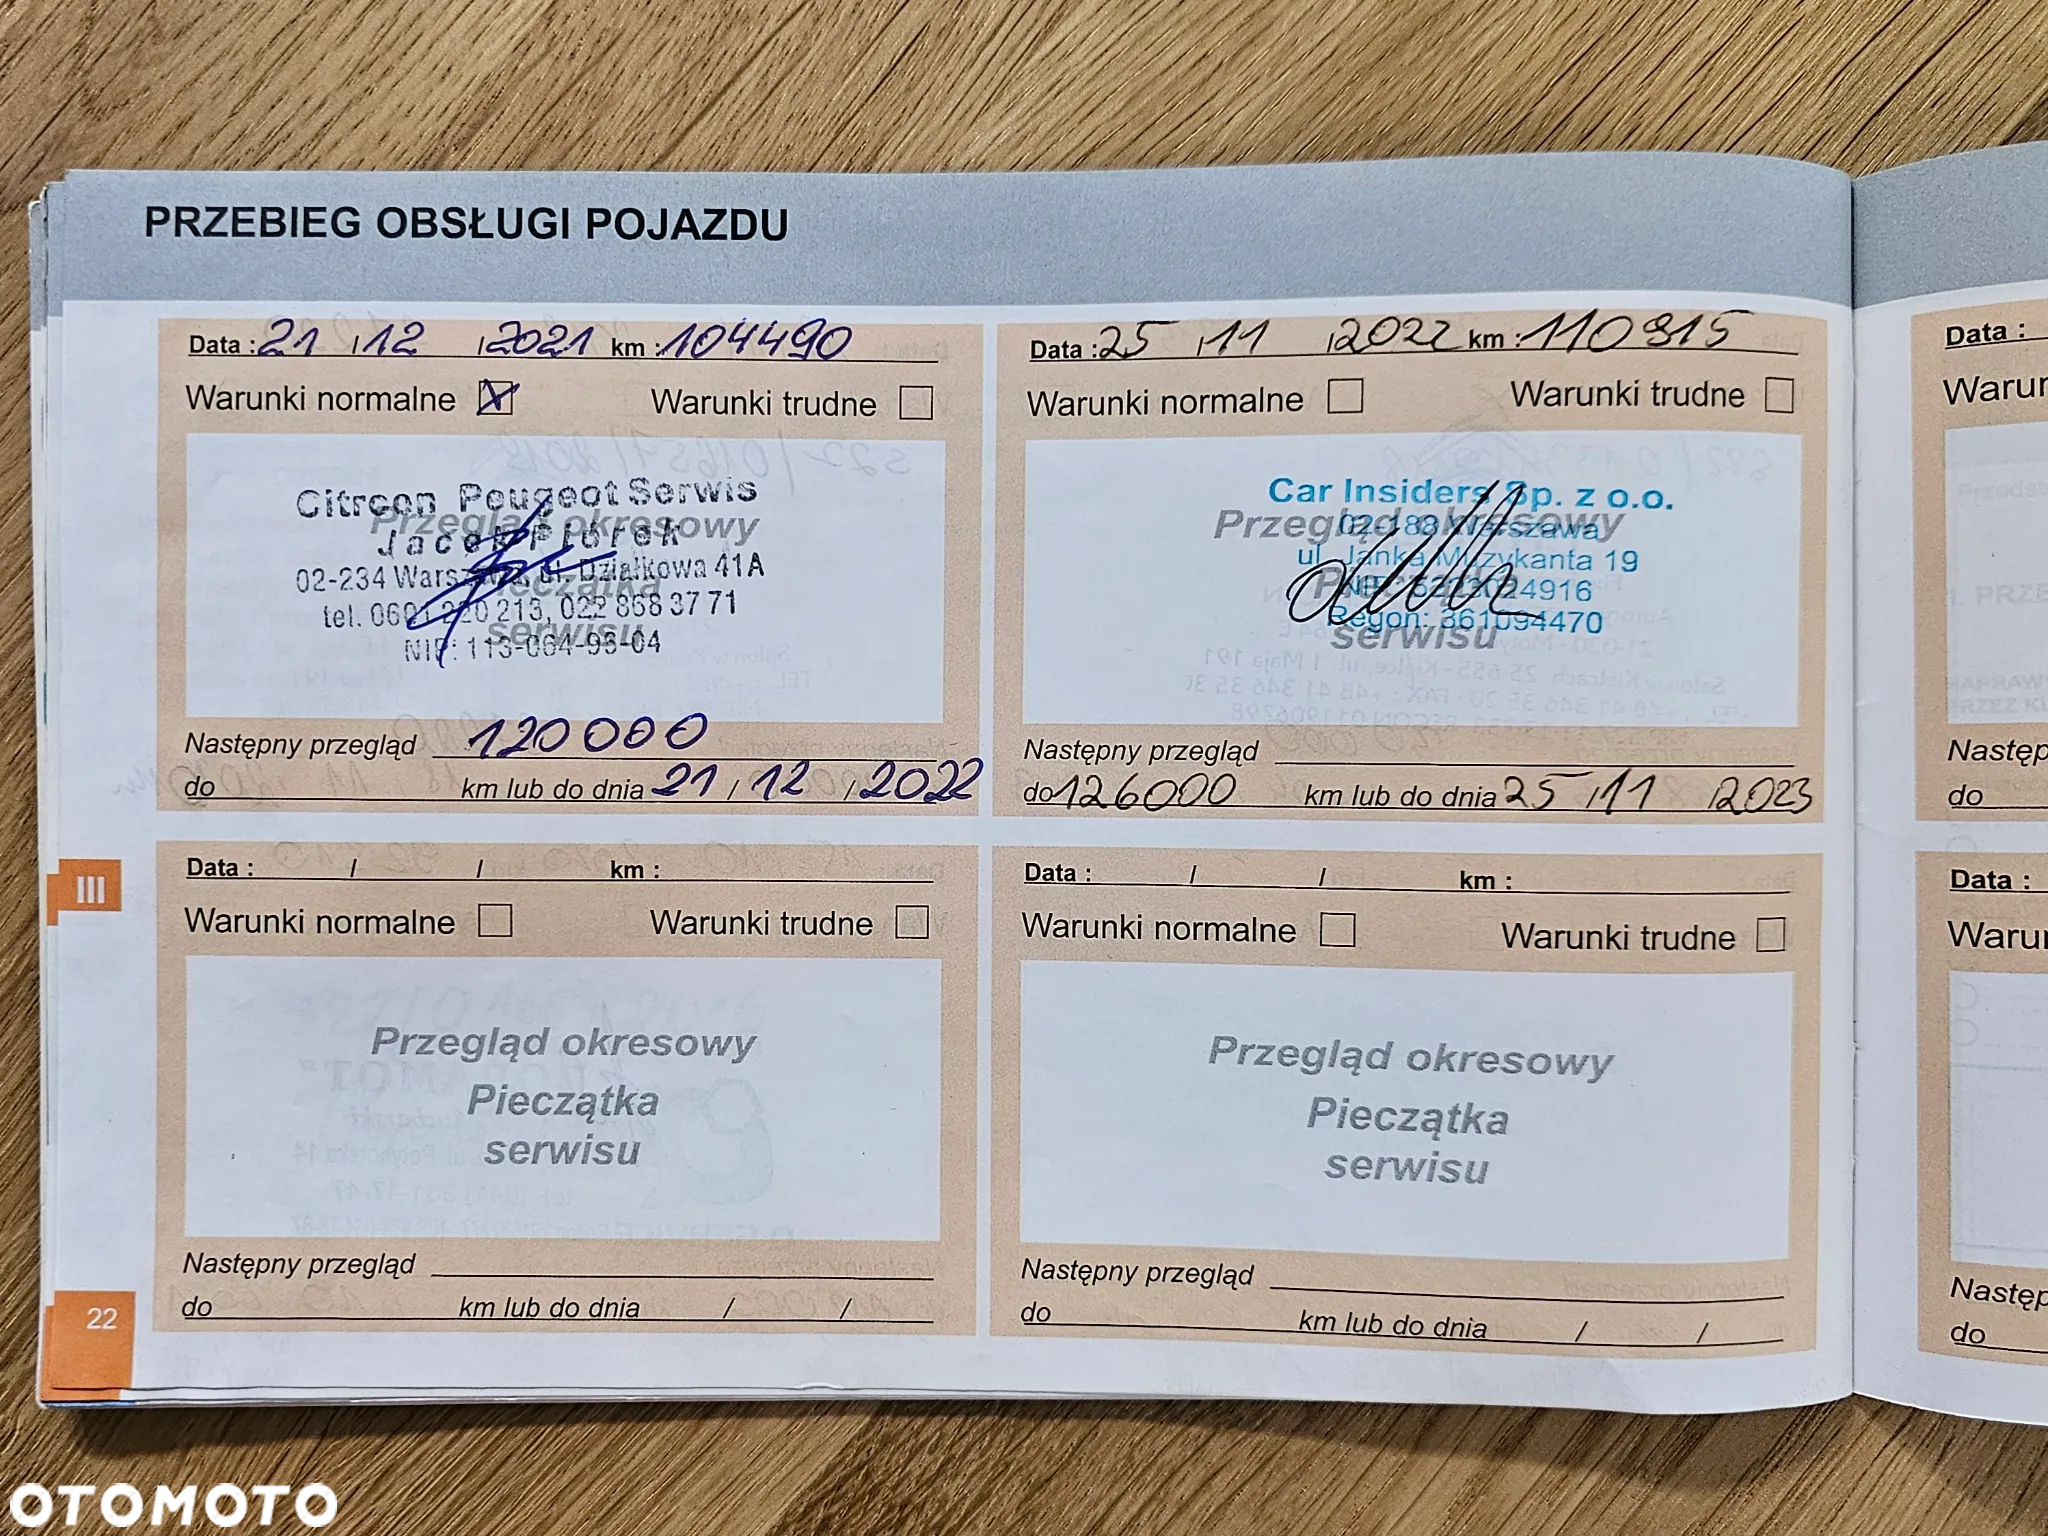 PRZEBIEG OBSŁUGI POJAZDU
Data : 21 / 12 / 2021 km : 104490
Warunki normalne X Warunki trudne
Citroen Peugeot Serwis
Przegląd okresowy
Jacek Piórek
02-234 Warszawa, ul. Działkowa 41A
Pieczątka
tel. 0601 220 213, 022 868 37 71
serwisu
NIP: 113-064-96-04
Następny przegląd 120000
do km lub do dnia 21 / 12 / 2022
Data : 25 / 11 / 2022 km : 110915
Warunki normalne Warunki trudne
Car Insiders Sp. z o.o.
Przegląd okresowy
02-188 Warszawa
ul. Janka Muzykanta 19
Pieczątka
NIP: 5223024916
Regon: 361094470
serwisu
Następny przegląd
do 126000 km lub do dnia 25 / 11 / 2023
Data : / / km :
Warunki normalne Warunki trudne
Przegląd okresowy
Pieczątka
serwisu
Następny przegląd
do km lub do dnia / /
Data : / / km :
Warunki normalne Warunki trudne
Przegląd okresowy
Pieczątka
serwisu
Następny przegląd
do km lub do dnia / /
III
22
Data :
do
Data :
do
OTOMOTO